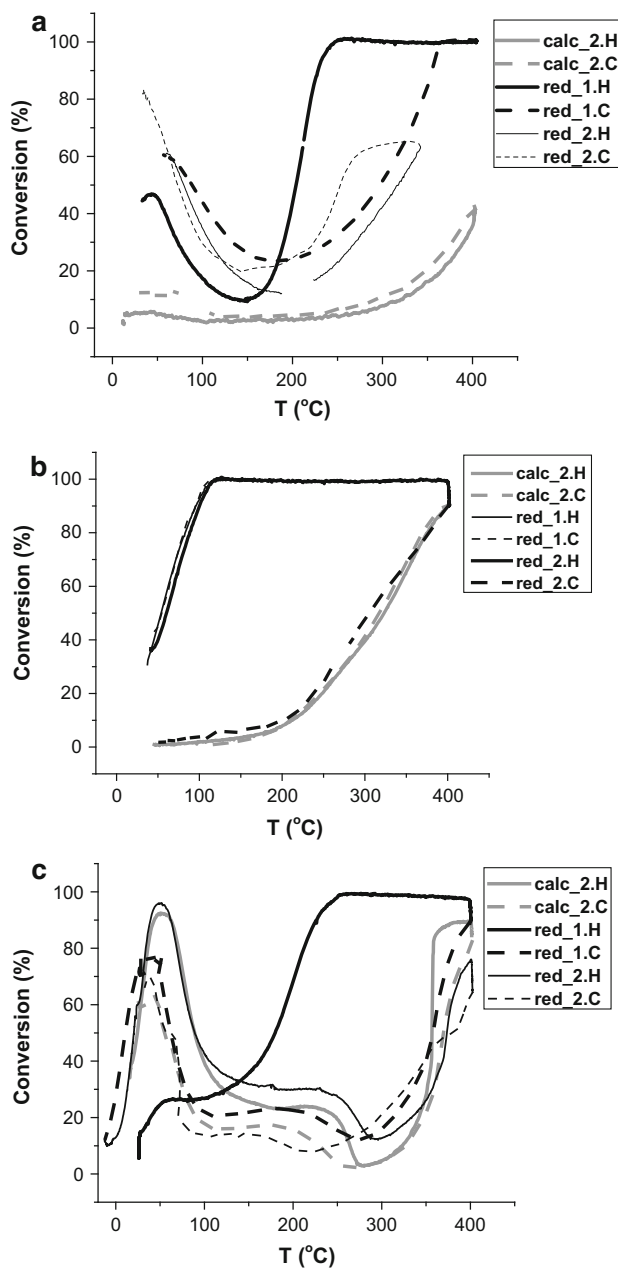 a
100
80
60
40
20
0
Conversion (%)
0 100 200 300 400
T (°C)
calc_2.H
calc_2.C
red_1.H
red_1.C
red_2.H
red_2.C
b
100
80
60
40
20
0
Conversion (%)
0 100 200 300 400
T (°C)
calc_2.H
calc_2.C
red_1.H
red_1.C
red_2.H
red_2.C
c
100
80
60
40
20
0
Conversion (%)
0 100 200 300 400
T (°C)
calc_2.H
calc_2.C
red_1.H
red_1.C
red_2.H
red_2.C